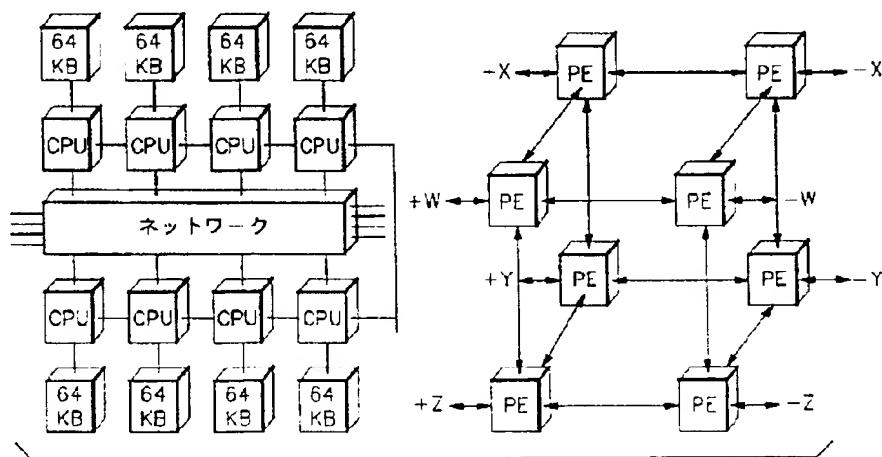 64 KB
64 KB
64 KB
64 KB
CPU
CPU
CPU
CPU
ネットワーク
CPU
CPU
CPU
CPU
64 KB
64 KB
64 KB
64 KB
+X PE PE -X
+W PE PE -W
+Y PE PE -Y
+Z PE PE -Z